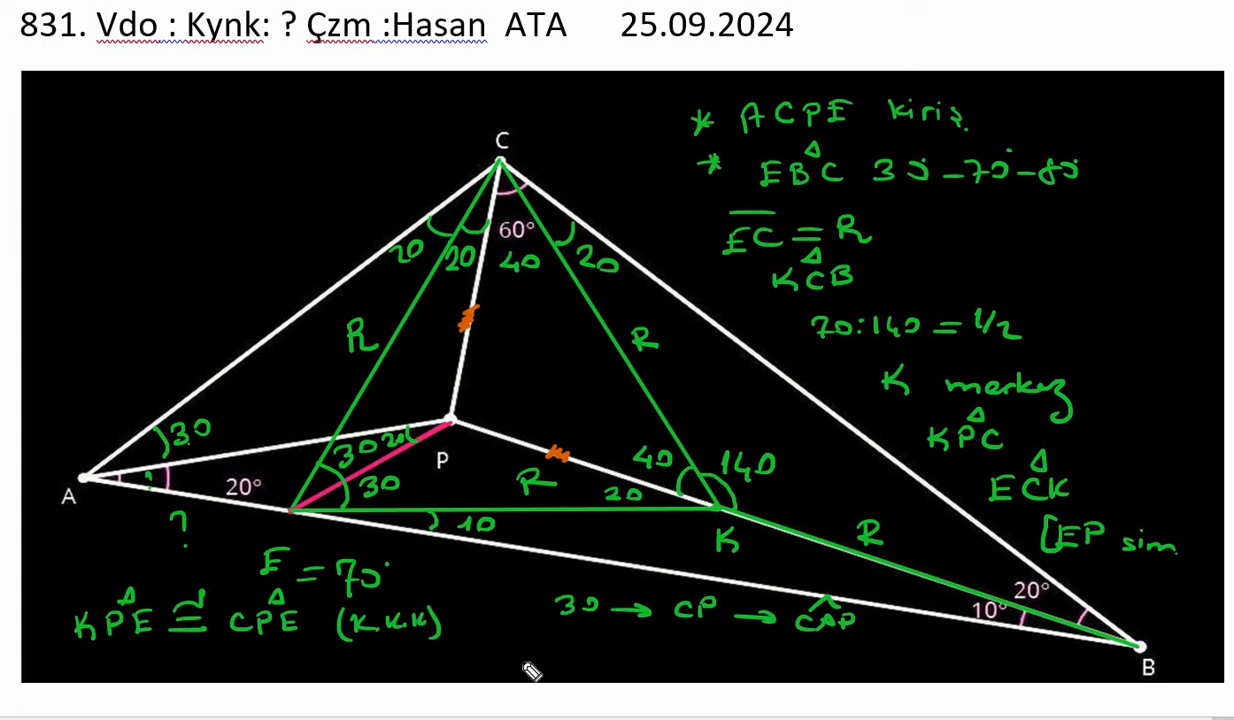 831. Vdo : Kynk: ? Çzm :Hasan ATA 25.09.2024
* ACPE kiriş.
C
* EBC 30-70-80
60°
EC = R
20 20 40 20
KCB
R R
70:140 = 1/2
K merkez
30
KPC
30 20
P
40 140
ECK
A
20°
30
R 20
[EP sim.
?
10
K
R
E = 70°
20°
KPE ≅ CPE (K.K.K)
30 → CP → CAP
10°
B